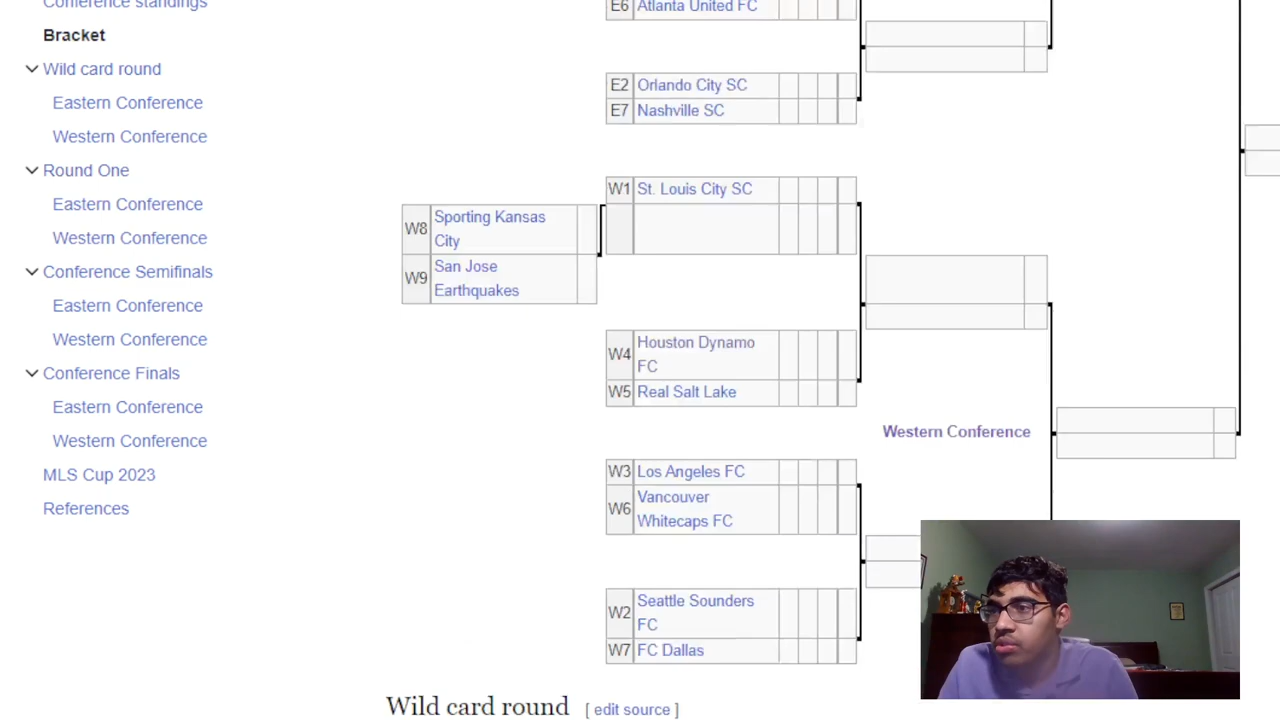 Conference standings
Bracket
Wild card round
Eastern Conference
Western Conference
Round One
Eastern Conference
Western Conference
Conference Semifinals
Eastern Conference
Western Conference
Conference Finals
Eastern Conference
Western Conference
MLS Cup 2023
References
E6 Atlanta United FC
E2 Orlando City SC
E7 Nashville SC
W1 St. Louis City SC
W8 Sporting Kansas
City
W9 San Jose
Earthquakes
W4 Houston Dynamo
FC
W5 Real Salt Lake
Western Conference
W3 Los Angeles FC
W6 Vancouver
Whitecaps FC
W2 Seattle Sounders
FC
W7 FC Dallas
Wild card round [ edit source ]